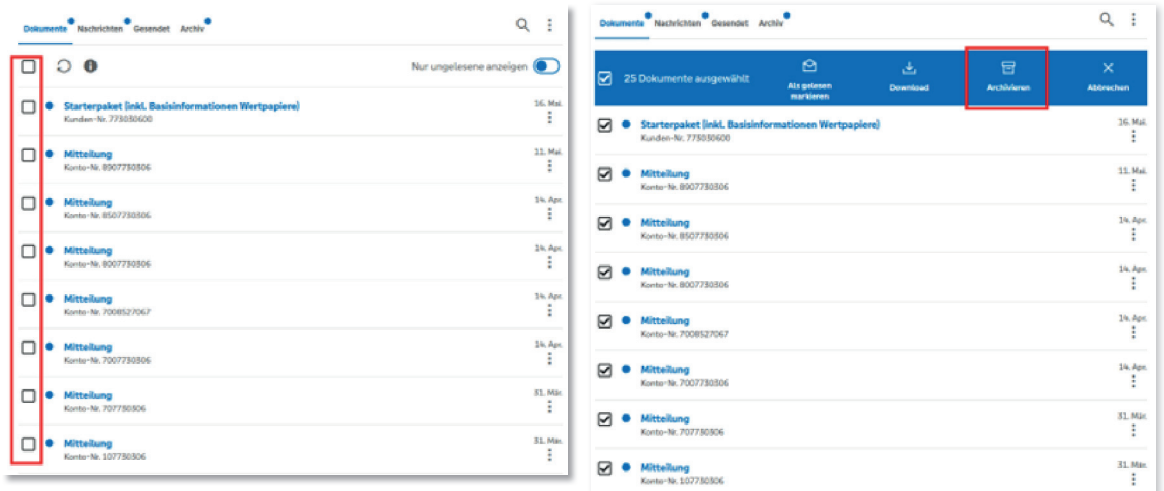 Dokumente Nachrichten Gesendet Archiv
Nur ungelesene anzeigen
Starterpaket (inkl. Basisinformationen Wertpapiere) 16. Mai.
Kunden-Nr. 773030600
Mitteilung 11. Mai.
Konto-Nr. 8907730306
Mitteilung 14. Apr.
Konto-Nr. 8507730306
Mitteilung 14. Apr.
Konto-Nr. 8007730306
Mitteilung 14. Apr.
Konto-Nr. 7008527067
Mitteilung 14. Apr.
Konto-Nr. 7007730306
Mitteilung 31. Mär.
Konto-Nr. 707730306
Mitteilung 31. Mär.
Konto-Nr. 107730306
Dokumente Nachrichten Gesendet Archiv
25 Dokumente ausgewählt
Als gelesen
markieren
Download
Archivieren
Abbrechen
Starterpaket (inkl. Basisinformationen Wertpapiere) 16. Mai.
Kunden-Nr. 773030600
Mitteilung 11. Mai.
Konto-Nr. 8907730306
Mitteilung 14. Apr.
Konto-Nr. 8507730306
Mitteilung 14. Apr.
Konto-Nr. 8007730306
Mitteilung 14. Apr.
Konto-Nr. 7008527067
Mitteilung 14. Apr.
Konto-Nr. 7007730306
Mitteilung 31. Mär.
Konto-Nr. 707730306
Mitteilung 31. Mär.
Konto-Nr. 107730306